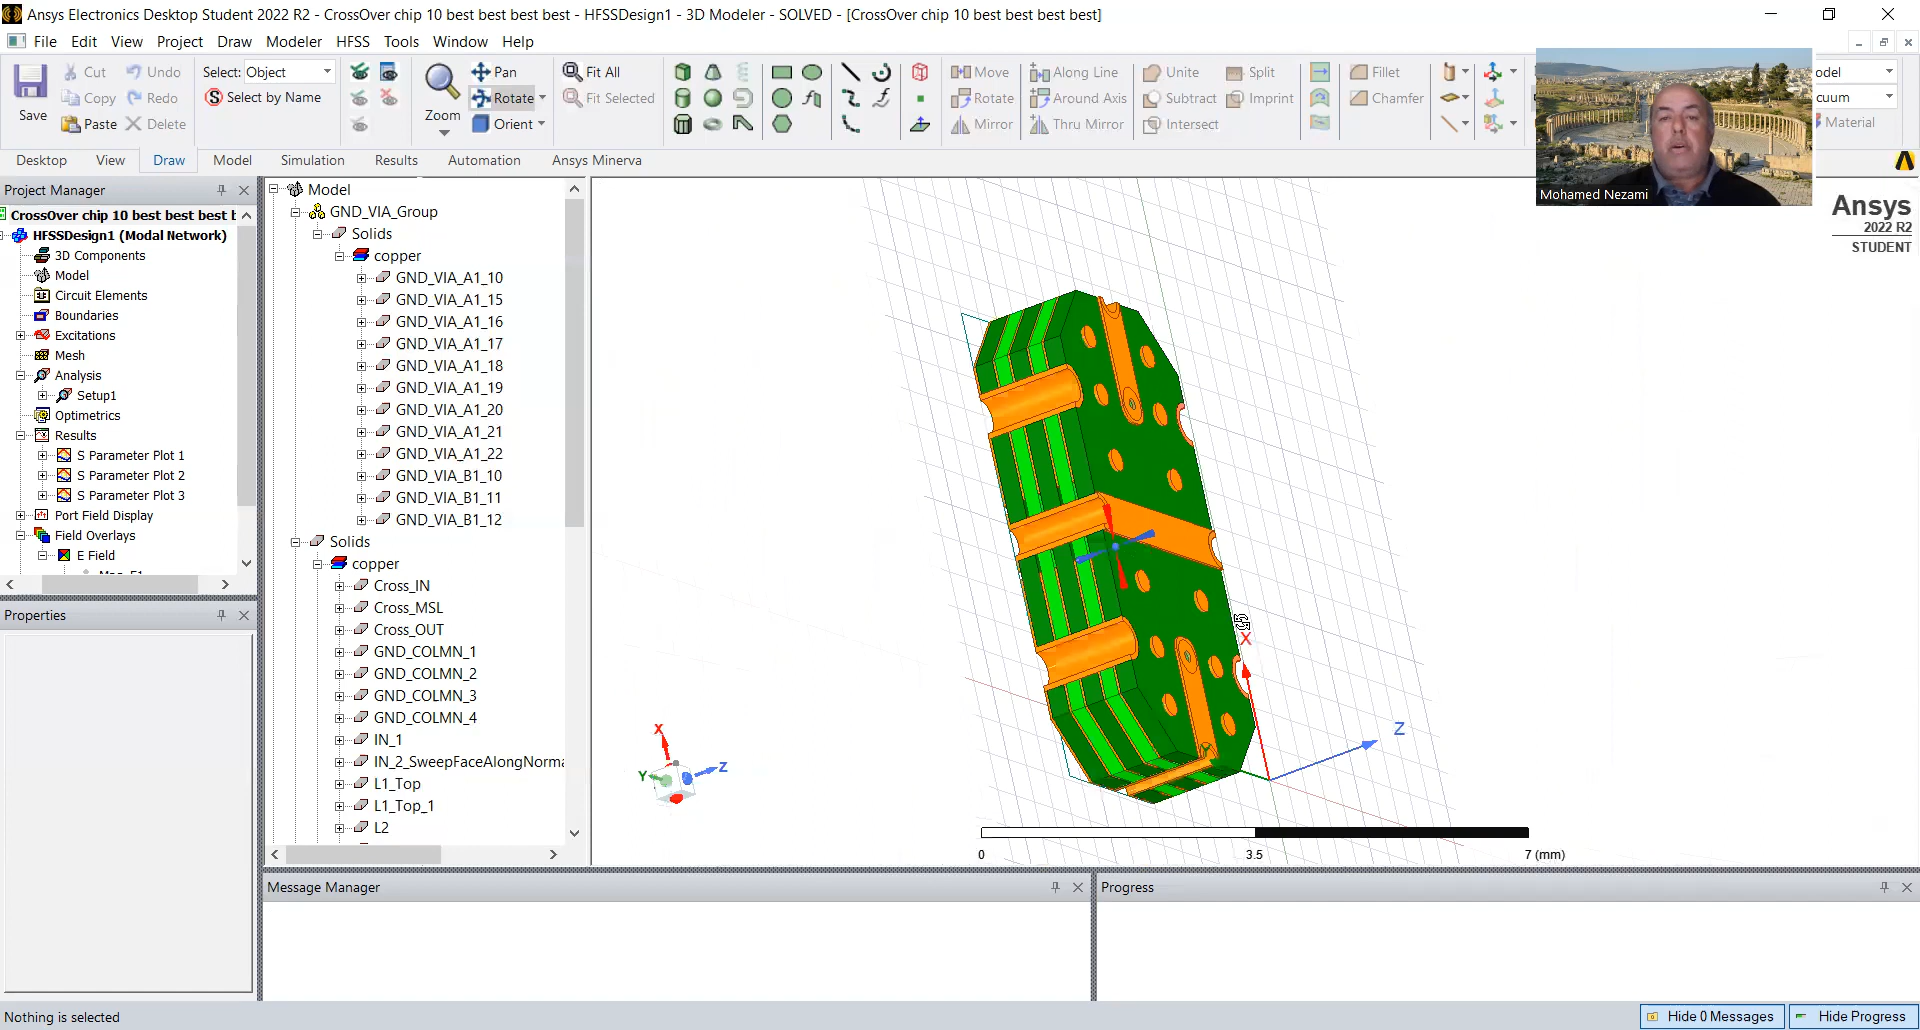 Ansys Electronics Desktop Student 2022 R2 - CrossOver chip 10 best best best best - HFSSDesign1 - 3D Modeler - SOLVED - [CrossOver chip 10 best best best best]
File Edit View Project Draw Modeler HFSS Tools Window Help
Save
Cut
Copy
Paste
Undo
Redo
Delete
Select: Object
Select by Name
Zoom
Pan
Rotate
Orient
Fit All
Fit Selected
Move
Rotate
Mirror
Along Line
Around Axis
Thru Mirror
Unite
Subtract
Intersect
Split
Imprint
Fillet
Chamfer
odel
cuum
Material
Desktop View Draw Model Simulation Results Automation Ansys Minerva
Mohamed Nezami
Ansys
2022 R2
STUDENT
Project Manager
CrossOver chip 10 best best best b
HFSSDesign1 (Modal Network)
3D Components
Model
Circuit Elements
Boundaries
Excitations
Mesh
Analysis
Setup1
Optimetrics
Results
S Parameter Plot 1
S Parameter Plot 2
S Parameter Plot 3
Port Field Display
Field Overlays
E Field
Properties
Model
GND_VIA_Group
Solids
copper
GND_VIA_A1_10
GND_VIA_A1_15
GND_VIA_A1_16
GND_VIA_A1_17
GND_VIA_A1_18
GND_VIA_A1_19
GND_VIA_A1_20
GND_VIA_A1_21
GND_VIA_A1_22
GND_VIA_B1_10
GND_VIA_B1_11
GND_VIA_B1_12
Solids
copper
Cross_IN
Cross_MSL
Cross_OUT
GND_COLMN_1
GND_COLMN_2
GND_COLMN_3
GND_COLMN_4
IN_1
IN_2_SweepFaceAlongNorma
L1_Top
L1_Top_1
L2
X
Y
Z
X
Y
Z
0 3.5 7 (mm)
Message Manager
Progress
Nothing is selected
Hide 0 Messages
Hide Progress